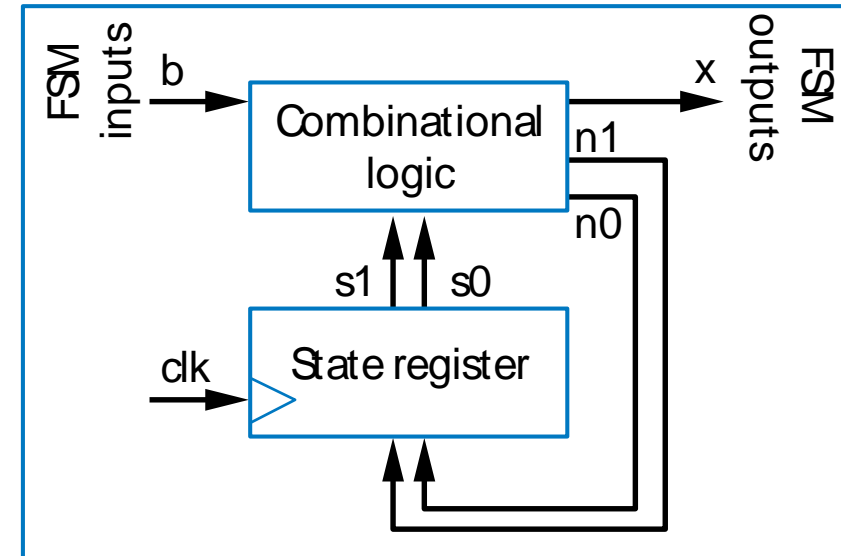 FSM
inputs
b
Combinational
logic
x
FSM
outputs
n1
n0
s1
s0
clk
State register